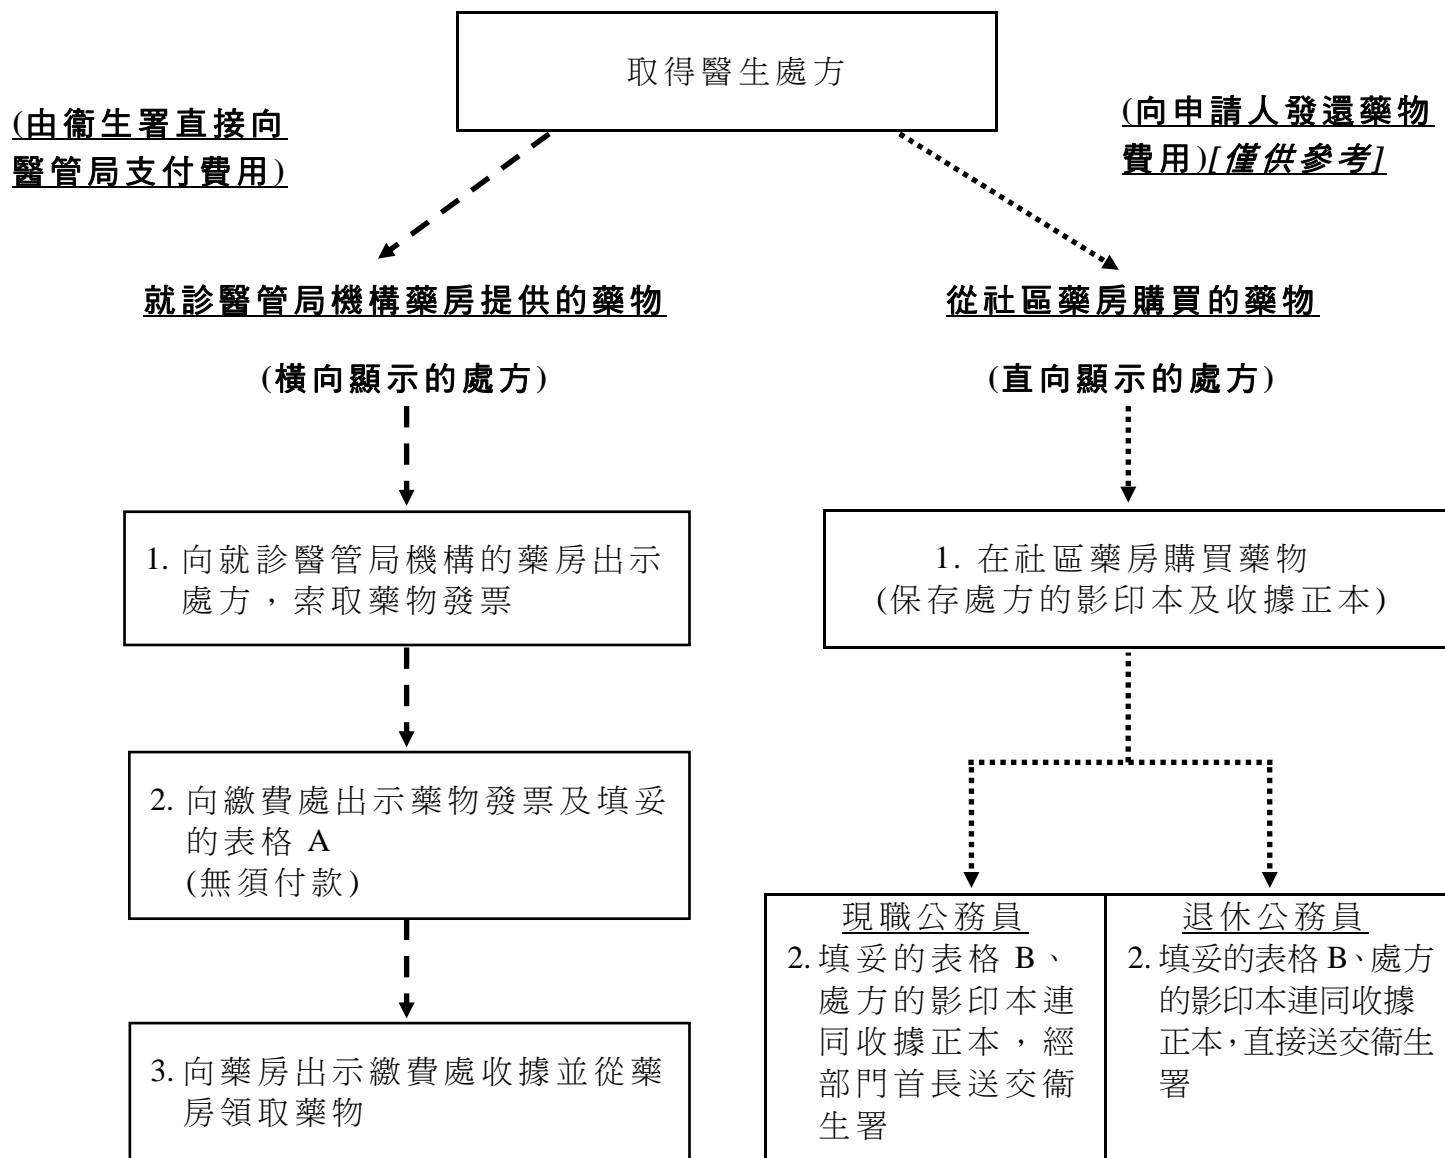 取得醫生處方
(由衞生署直接向
醫管局支付費用)
(向申請人發還藥物
費用)[僅供參考]
就診醫管局機構藥房提供的藥物
(橫向顯示的處方)
1. 向就診醫管局機構的藥房出示
處方，索取藥物發票
2. 向繳費處出示藥物發票及填妥
的表格 A
(無須付款)
3. 向藥房出示繳費處收據並從藥
房領取藥物
從社區藥房購買的藥物
(直向顯示的處方)
1. 在社區藥房購買藥物
(保存處方的影印本及收據正本)
現職公務員
2. 填妥的表格 B、
處方的影印本連
同收據正本，經
部門首長送交衞
生署
退休公務員
2. 填妥的表格 B、處方
的影印本連同收據
正本，直接送交衞生
署